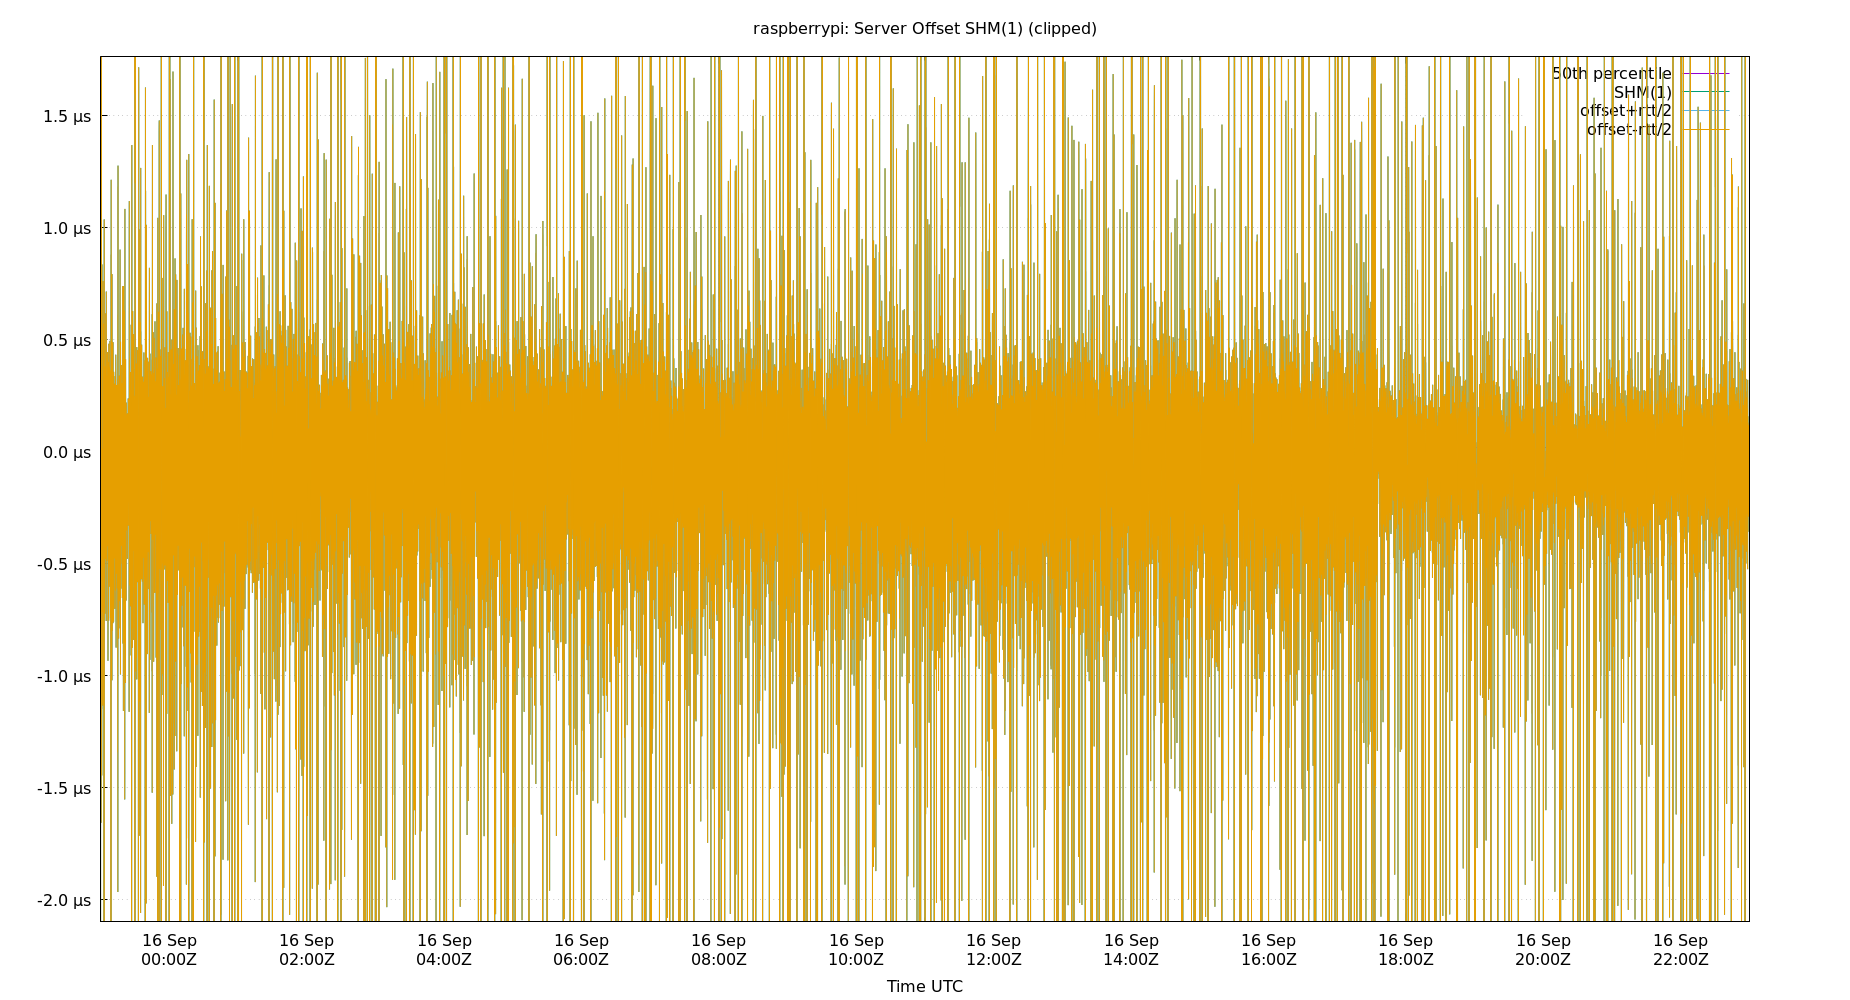 raspberrypi: Server Offset SHM(1) (clipped)
50th percentile
SHM(1)
offset+rtt/2
offset-rtt/2
1.5 µs
1.0 µs
0.5 µs
0.0 µs
-0.5 µs
-1.0 µs
-1.5 µs
-2.0 µs
16 Sep 16 Sep 16 Sep 16 Sep 16 Sep 16 Sep 16 Sep 16 Sep 16 Sep 16 Sep 16 Sep 16 Sep
00:00Z 02:00Z 04:00Z 06:00Z 08:00Z 10:00Z 12:00Z 14:00Z 16:00Z 18:00Z 20:00Z 22:00Z
Time UTC